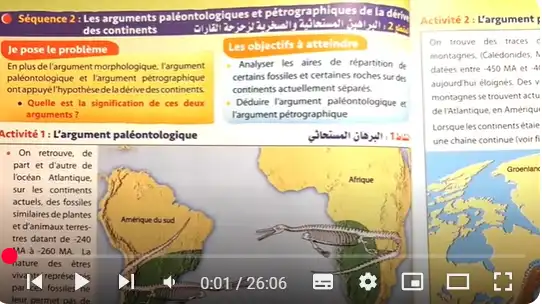 Séquence 2 : Les arguments paléontologiques et pétrographiques de la dérive
des continents
البراهين المستحاثية والصخرية لزحزحة القارات
Je pose le problème
En plus de l'argument morphologique, l'argument
paléontologique et l'argument pétrographique
ont appuyé l'hypothèse de la dérive des continents.
• Quelle est la signification de ces deux
arguments ?
Les objectifs à atteindre
• Analyser les aires de répartition de
certains fossiles et certaines roches sur des
continents actuellement séparés.
• Déduire l'argument paléontologique et
l'argument pétrographique
Activité 1 : L'argument paléontologique
البرهان المستحاثي
• On retrouve, de
part et d'autre de
l'océan Atlantique,
sur les continents
actuels, des fossiles
similaires de plantes
et d'animaux terres-
tres datant de -240
MA à -260 MA. La
nature des êtres
Amérique du sud
Afrique
Activité 2 : L'argument
On trouve des traces
montagnes, (Calédonides,
datées entre -450 MA et
aujourd'hui éloignés. Des
montagnes se trouvent
de l'Atlantique, en Amérique
Lorsque les continents étaient
une chaine continue (voir
0:01 / 26:06